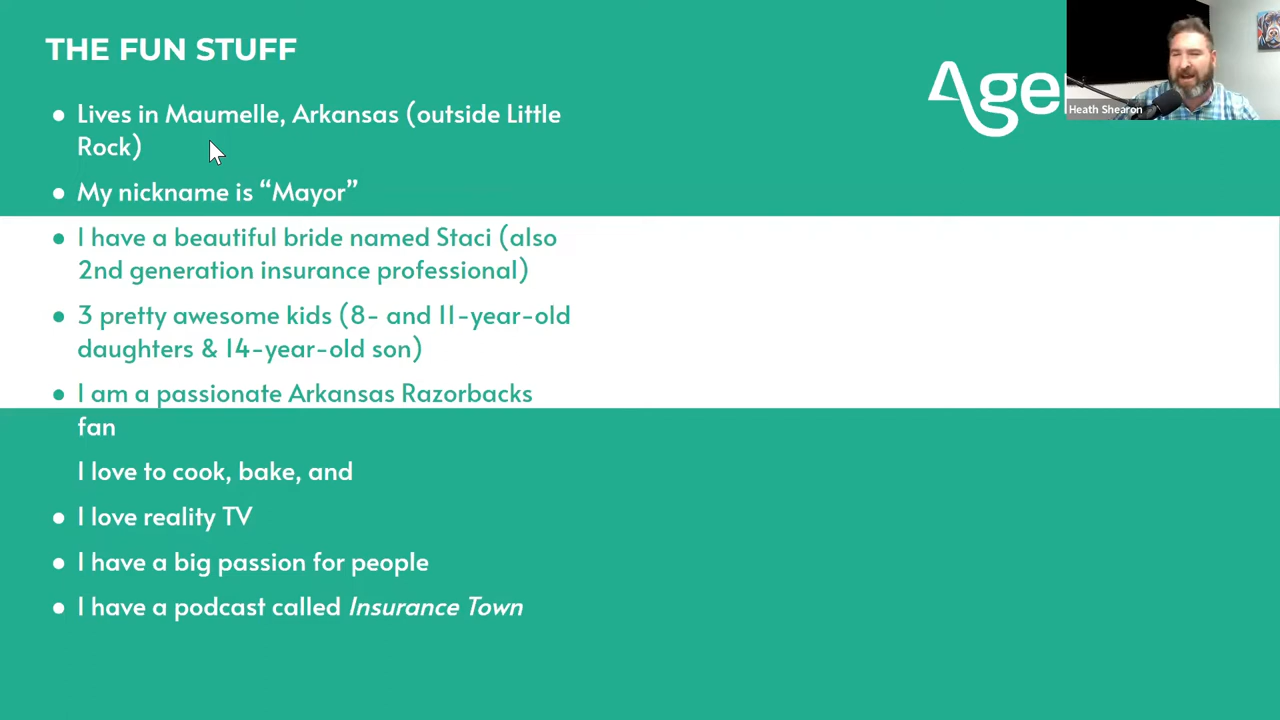 THE FUN STUFF
Age
Heath Shearon
● Lives in Maumelle, Arkansas (outside Little
Rock)
● My nickname is “Mayor”
● I have a beautiful bride named Staci (also
2nd generation insurance professional)
● 3 pretty awesome kids (8- and 11-year-old
daughters & 14-year-old son)
● I am a passionate Arkansas Razorbacks
fan
I love to cook, bake, and
● I love reality TV
● I have a big passion for people
● I have a podcast called Insurance Town